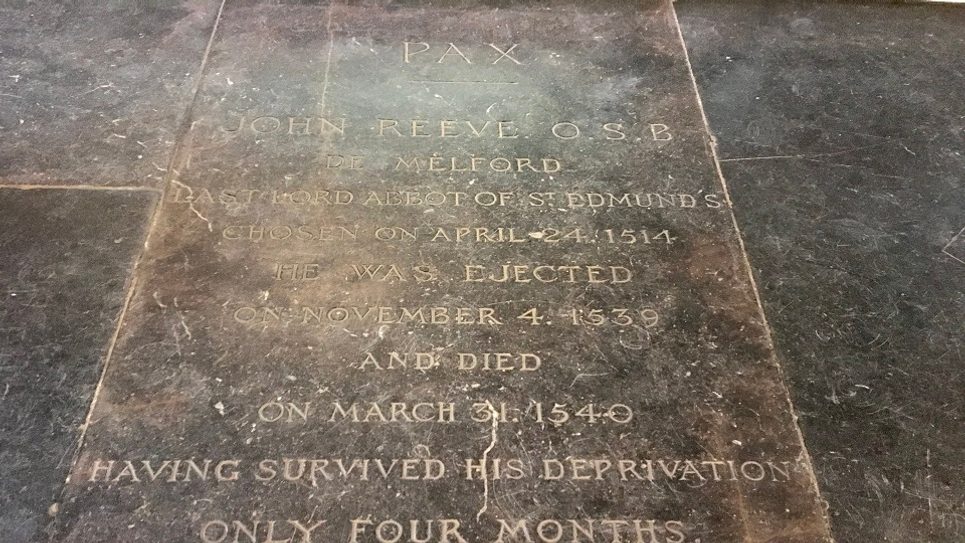 PAX
JOHN REEVE O.S.B
DE MELFORD
LAST LORD ABBOT OF ST. EDMUND'S
CHOSEN ON APRIL 24. 1514
HE WAS EJECTED
ON NOVEMBER 4. 1539
AND DIED
ON MARCH 31. 1540
HAVING SURVIVED HIS DEPRIVATION
ONLY FOUR MONTHS.